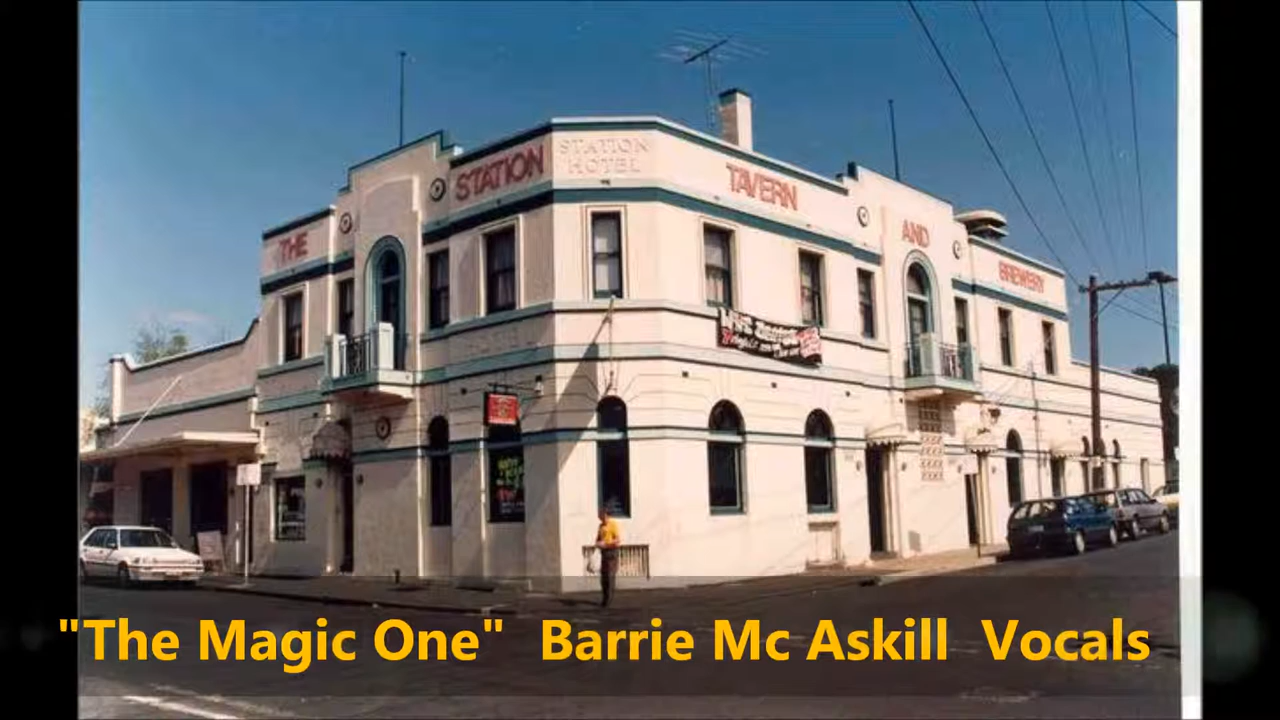 THE STATION TAVERN AND BREWERY
STATION
HOTEL
"The Magic One" Barrie Mc Askill Vocals